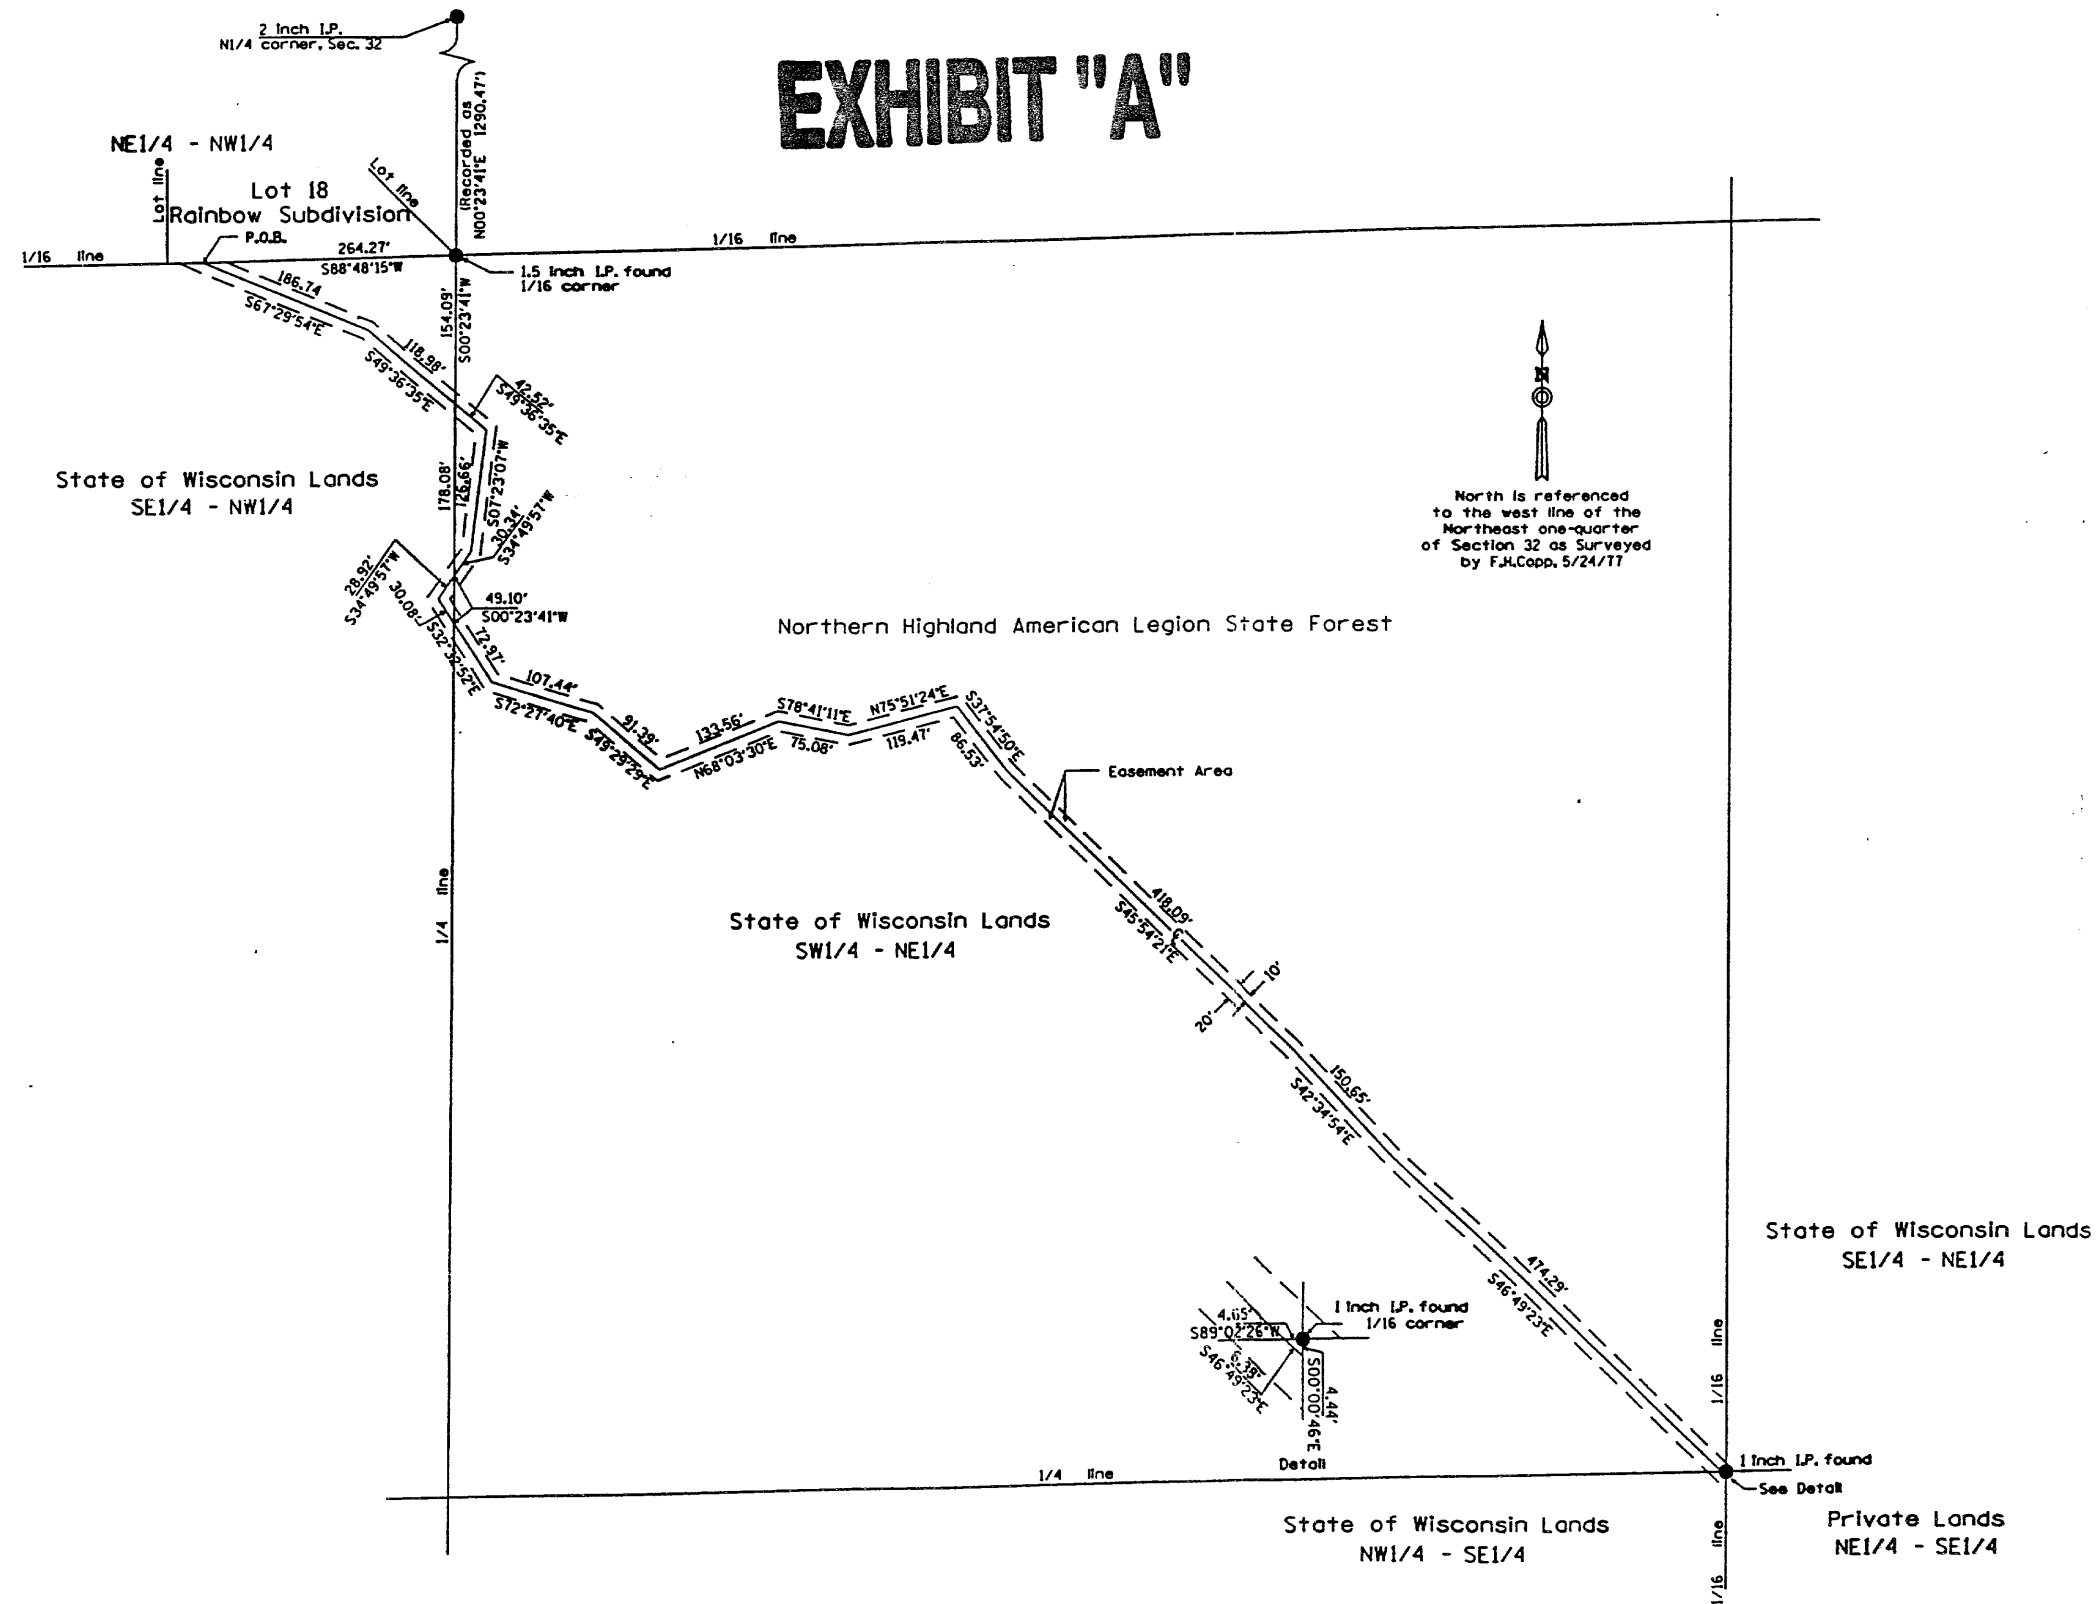 EXHIBIT "A"
2 inch I.P.
N1/4 corner, Sec. 32
(Recorded as
N00°23'41"E 1290.47')
NE1/4 - NW1/4
Lot line
Lot 18
Rainbow Subdivision
Lot line
P.O.B.
1/16 line
264.27'
S88°48'15"W
1/16 line
1.5 inch I.P. found
1/16 corner
186.74
S67°29'54"E
154.09'
S00°23'41"W
118.98'
S49°36'35"E
42.52'
S49°36'35"E
State of Wisconsin Lands
SE1/4 - NW1/4
178.08'
126.66'
S07°23'07"W
30.34'
S34°49'57"W
28.92'
S34°49'57"W
30.08'
S32°32'52"E
49.10'
S00°23'41"W
72.97'
N
North is referenced
to the west line of the
Northeast one-quarter
of Section 32 as Surveyed
by F.H.Copp, 5/24/77
Northern Highland American Legion State Forest
107.44'
S72°27'40"E
91.39'
S49°29'29"E
133.56'
N68°03'30"E
S78°41'11"E
75.08'
N75°51'24"E
119.47'
S37°54'50"E
86.53'
Easement Area
1/4 line
State of Wisconsin Lands
SW1/4 - NE1/4
418.09'
S45°54'21"E
10'
20'
150.65'
S42°34'54"E
State of Wisconsin Lands
SE1/4 - NE1/4
474.29'
S46°49'23"E
1/16 line
4.65'
S89°02'26"W
1 inch I.P. found
1/16 corner
6.39'
S46°49'23"E
4.44'
S00°00'46"E
Detail
1/4 line
1 inch I.P. found
See Detail
State of Wisconsin Lands
NW1/4 - SE1/4
1/16 line
Private Lands
NE1/4 - SE1/4